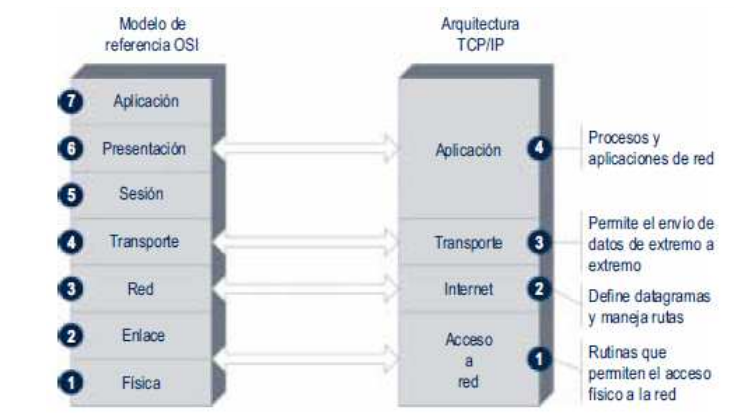 Modelo de
referencia OSI
7 Aplicación
6 Presentación
5 Sesión
4 Transporte
3 Red
2 Enlace
1 Física
Arquitectura
TCP/IP
Aplicación 4
Transporte 3
Internet 2
Acceso
a
red
1
Procesos y
aplicaciones de red
Permite el envío de
datos de extremo a
extremo
Define datagramas
y maneja rutas
Rutinas que
permiten el acceso
físico a la red